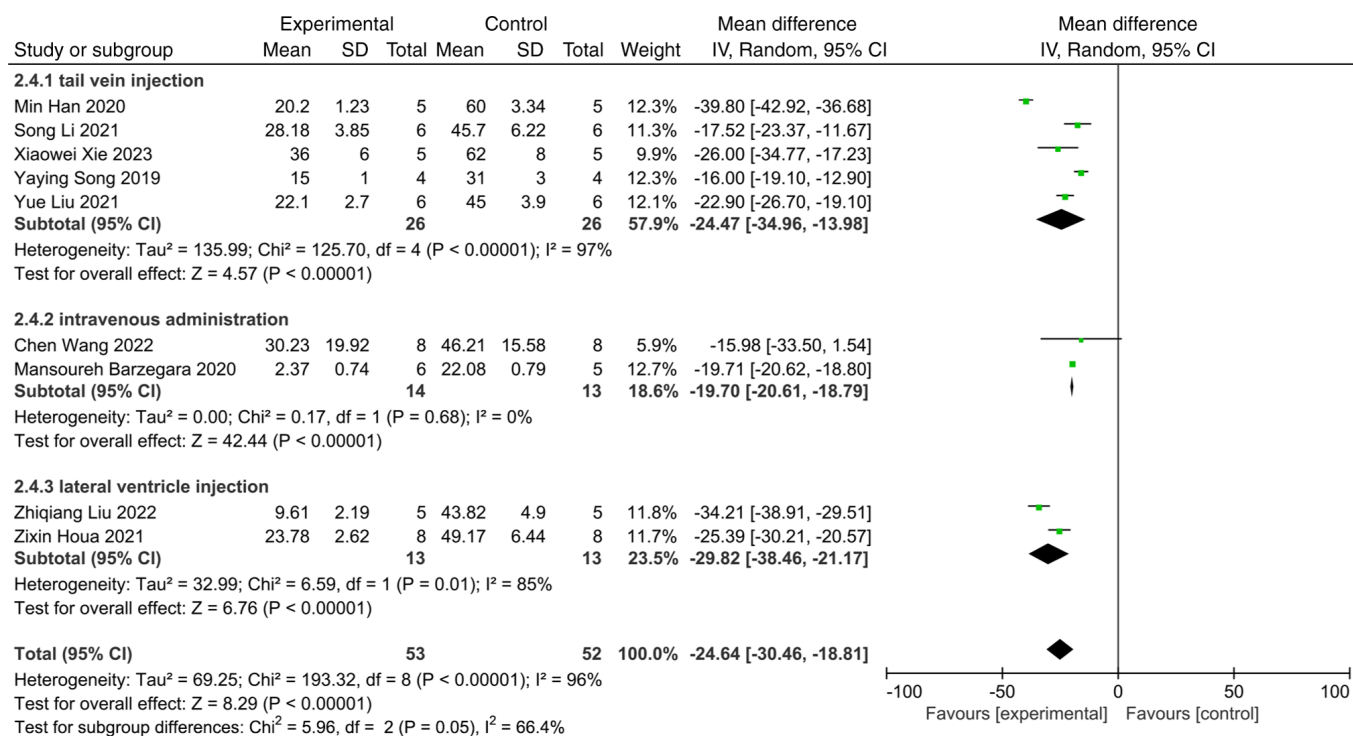 Experimental Control Mean difference Mean difference
Study or subgroup Mean SD Total Mean SD Total Weight IV, Random, 95% CI IV, Random, 95% CI
2.4.1 tail vein injection
Min Han 2020 20.2 1.23 5 60 3.34 5 12.3% -39.80 [-42.92, -36.68]
Song Li 2021 28.18 3.85 6 45.7 6.22 6 11.3% -17.52 [-23.37, -11.67]
Xiaowei Xie 2023 36 6 5 62 8 5 9.9% -26.00 [-34.77, -17.23]
Yaying Song 2019 15 1 4 31 3 4 12.3% -16.00 [-19.10, -12.90]
Yue Liu 2021 22.1 2.7 6 45 3.9 6 12.1% -22.90 [-26.70, -19.10]
Subtotal (95% CI) 26 26 57.9% -24.47 [-34.96, -13.98]
Heterogeneity: Tau² = 135.99; Chi² = 125.70, df = 4 (P < 0.00001); I² = 97%
Test for overall effect: Z = 4.57 (P < 0.00001)
2.4.2 intravenous administration
Chen Wang 2022 30.23 19.92 8 46.21 15.58 8 5.9% -15.98 [-33.50, 1.54]
Mansoureh Barzegara 2020 2.37 0.74 6 22.08 0.79 5 12.7% -19.71 [-20.62, -18.80]
Subtotal (95% CI) 14 13 18.6% -19.70 [-20.61, -18.79]
Heterogeneity: Tau² = 0.00; Chi² = 0.17, df = 1 (P = 0.68); I² = 0%
Test for overall effect: Z = 42.44 (P < 0.00001)
2.4.3 lateral ventricle injection
Zhiqiang Liu 2022 9.61 2.19 5 43.82 4.9 5 11.8% -34.21 [-38.91, -29.51]
Zixin Houa 2021 23.78 2.62 8 49.17 6.44 8 11.7% -25.39 [-30.21, -20.57]
Subtotal (95% CI) 13 13 23.5% -29.82 [-38.46, -21.17]
Heterogeneity: Tau² = 32.99; Chi² = 6.59, df = 1 (P = 0.01); I² = 85%
Test for overall effect: Z = 6.76 (P < 0.00001)
Total (95% CI) 53 52 100.0% -24.64 [-30.46, -18.81]
Heterogeneity: Tau² = 69.25; Chi² = 193.32, df = 8 (P < 0.00001); I² = 96%
Test for overall effect: Z = 8.29 (P < 0.00001)
Test for subgroup differences: Chi² = 5.96, df = 2 (P = 0.05), I² = 66.4%
-100 -50 0 50 100
Favours [experimental] Favours [control]